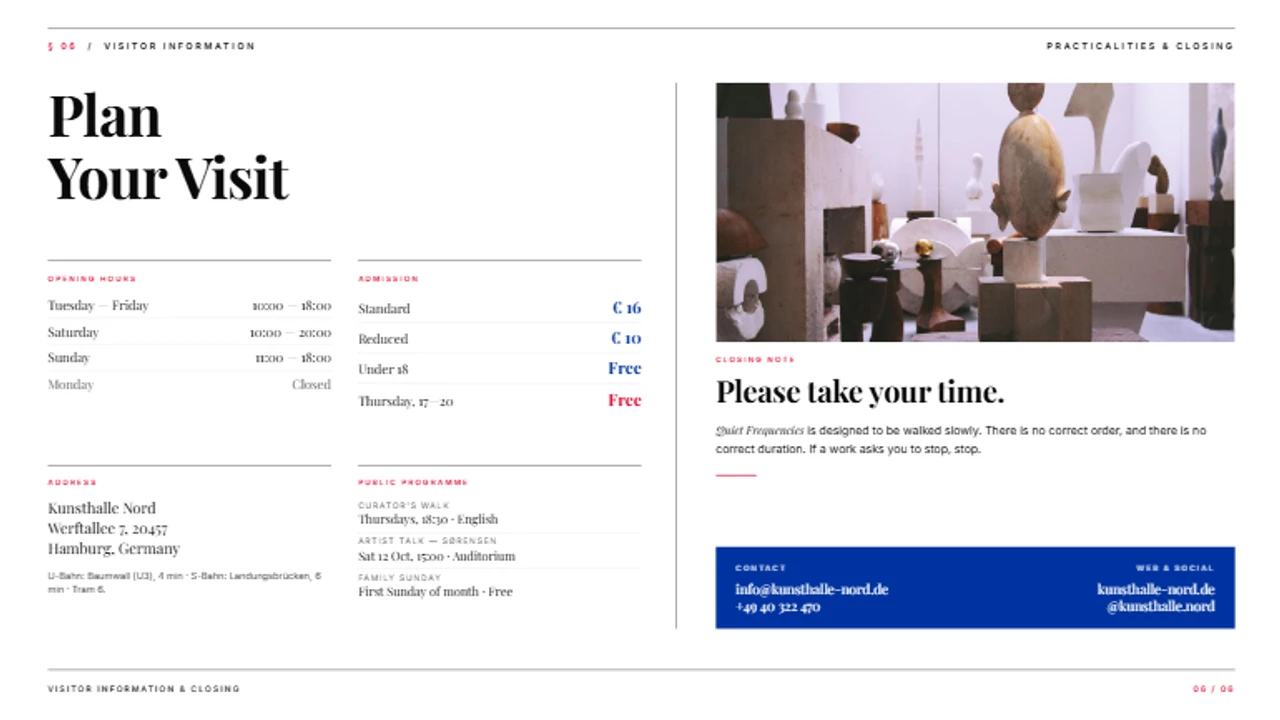 § 06 / VISITOR INFORMATION
PRACTICALITIES & CLOSING
Plan
Your Visit
OPENING HOURS
Tuesday — Friday 10:00 — 18:00
Saturday 10:00 — 20:00
Sunday 11:00 — 18:00
Monday Closed
ADMISSION
Standard € 16
Reduced € 10
Under 18 Free
Thursday, 17—20 Free
ADDRESS
Kunsthalle Nord
Werftallee 7, 20457
Hamburg, Germany
U-Bahn: Baumwall (U3), 4 min · S-Bahn: Landungsbrücken, 6
min · Tram 6.
PUBLIC PROGRAMME
CURATOR'S WALK
Thursdays, 18:30 · English
ARTIST TALK — SØRENSEN
Sat 12 Oct, 15:00 · Auditorium
FAMILY SUNDAY
First Sunday of month · Free
CLOSING NOTE
Please take your time.
Quiet Frequencies is designed to be walked slowly. There is no correct order, and there is no
correct duration. If a work asks you to stop, stop.
CONTACT
info@kunsthalle-nord.de
+49 40 322 470
WEB & SOCIAL
kunsthalle-nord.de
@kunsthalle.nord
VISITOR INFORMATION & CLOSING
06 / 06